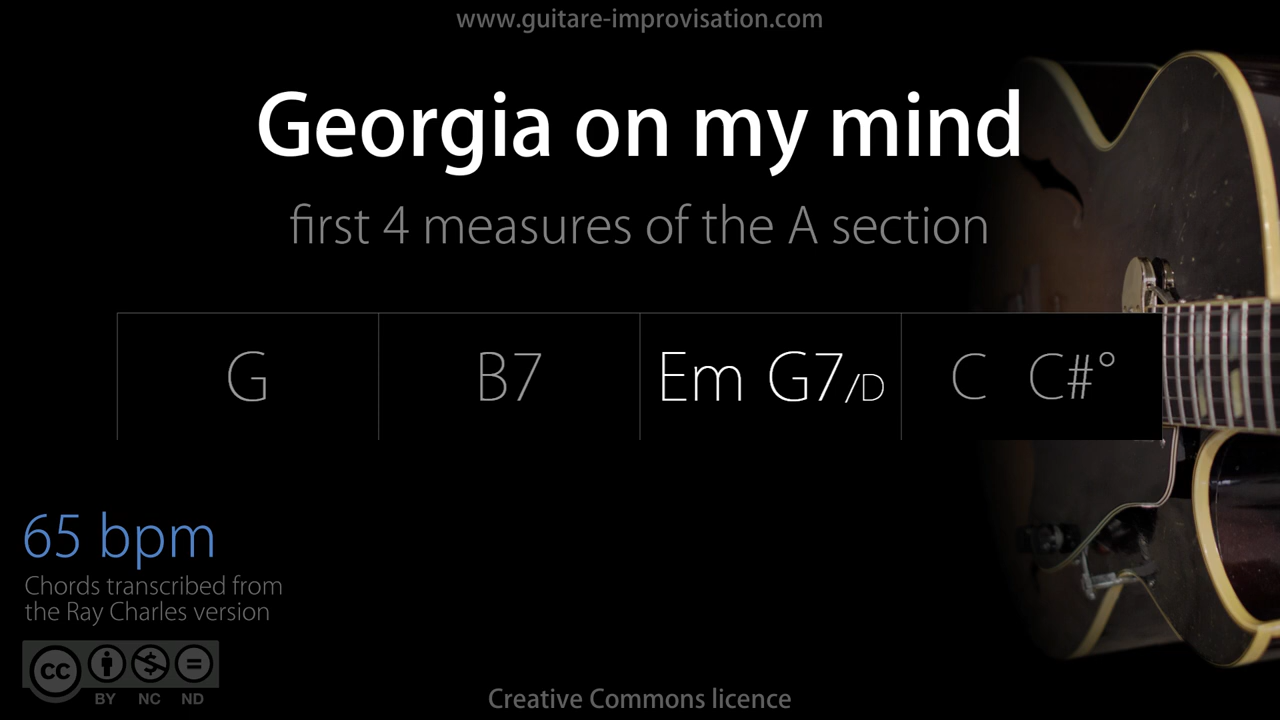 www.guitare-improvisation.com
Georgia on my mind
first 4 measures of the A section
G B7 Em G7/D C C#°
65 bpm
Chords transcribed from
the Ray Charles version
cc
BY NC ND
Creative Commons licence